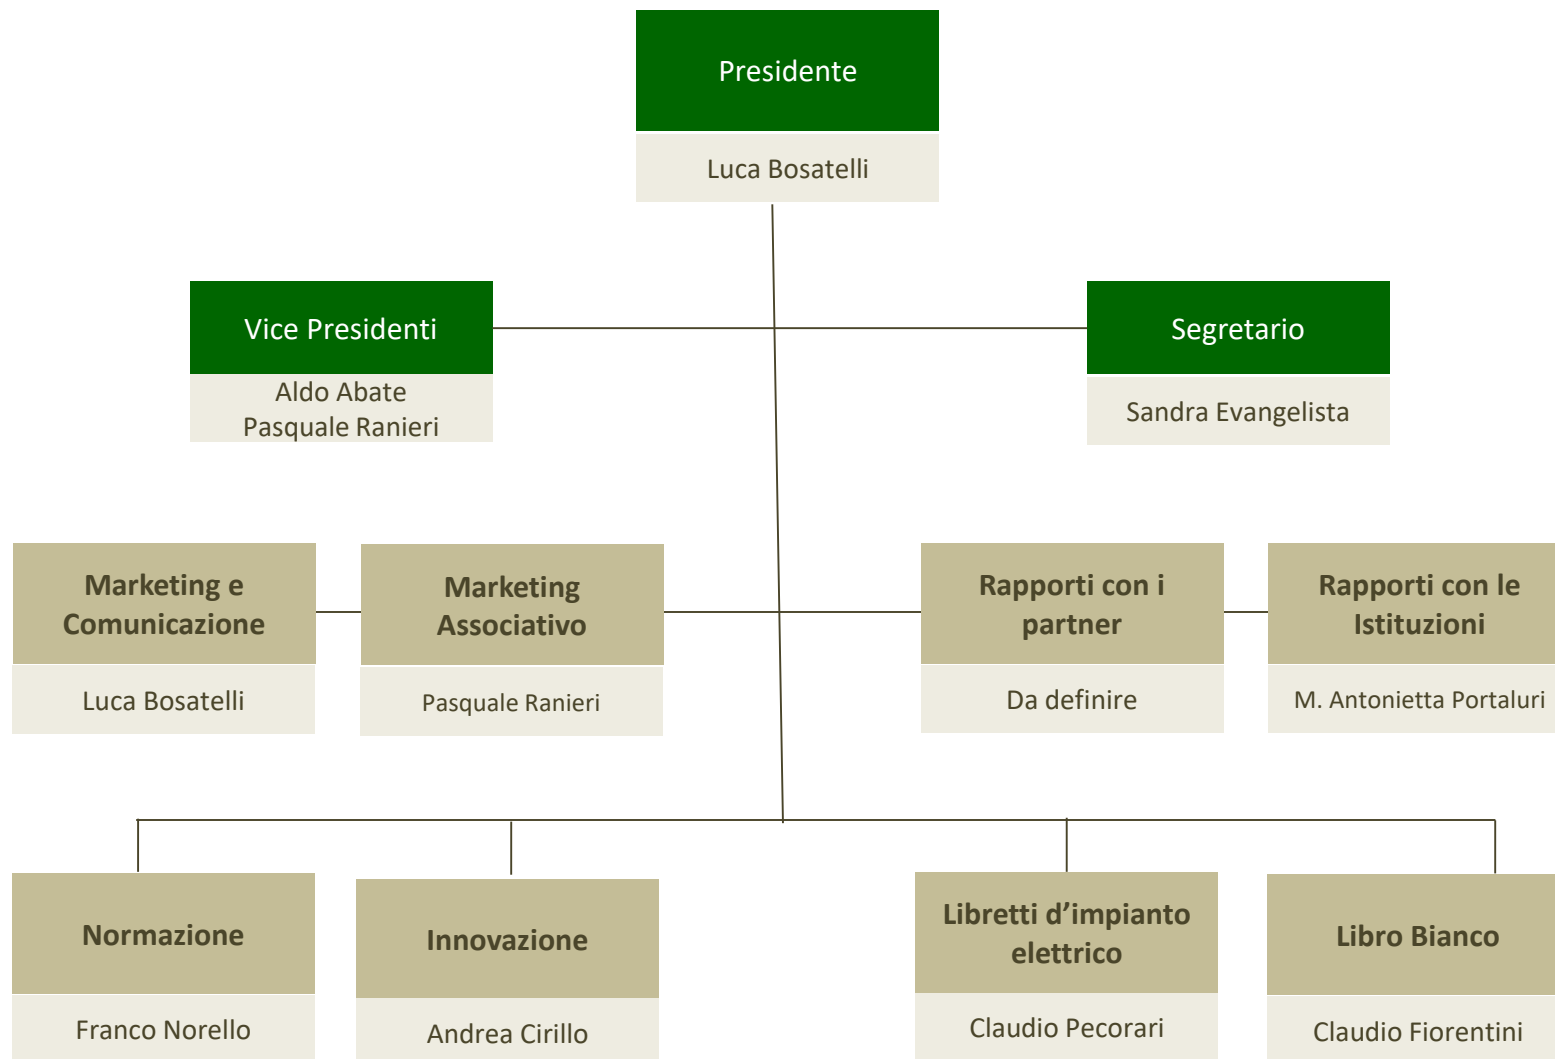 Presidente
Luca Bosatelli
Vice Presidenti
Aldo Abate
Pasquale Ranieri
Segretario
Sandra Evangelista
Marketing e
Comunicazione
Luca Bosatelli
Marketing
Associativo
Pasquale Ranieri
Rapporti con i
partner
Da definire
Rapporti con le
Istituzioni
M. Antonietta Portaluri
Normazione
Franco Norello
Innovazione
Andrea Cirillo
Libretti d’impianto
elettrico
Claudio Pecorari
Libro Bianco
Claudio Fiorentini